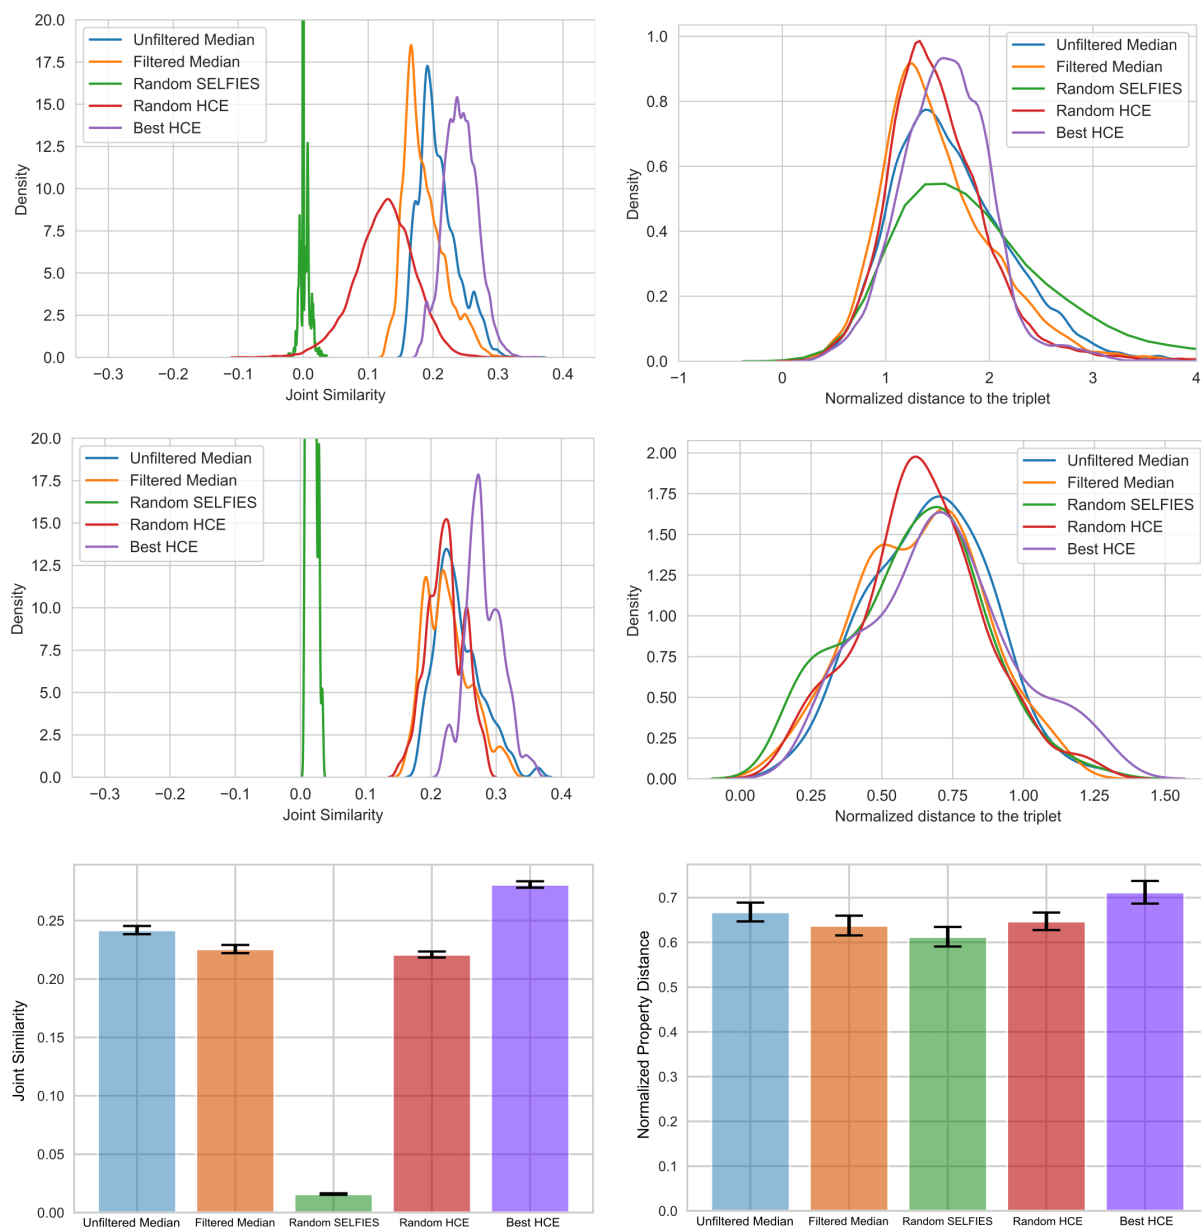 20.0
17.5
15.0
12.5
10.0
7.5
5.0
2.5
0.0
Density
Unfiltered Median
Filtered Median
Random SELFIES
Random HCE
Best HCE
−0.3
−0.2
−0.1
0.0
0.1
0.2
0.3
0.4
Joint Similarity
1.0
0.8
0.6
0.4
0.2
0.0
Density
Unfiltered Median
Filtered Median
Random SELFIES
Random HCE
Best HCE
−1
0
1
2
3
4
Normalized distance to the triplet
20.0
17.5
15.0
12.5
10.0
7.5
5.0
2.5
0.0
Density
Unfiltered Median
Filtered Median
Random SELFIES
Random HCE
Best HCE
−0.3
−0.2
−0.1
0.0
0.1
0.2
0.3
0.4
Joint Similarity
2.00
1.75
1.50
1.25
1.00
0.75
0.50
0.25
0.00
Density
Unfiltered Median
Filtered Median
Random SELFIES
Random HCE
Best HCE
0.00
0.25
0.50
0.75
1.00
1.25
1.50
Normalized distance to the triplet
0.25
0.20
0.15
0.10
0.05
0.00
Joint Similarity
Unfiltered Median
Filtered Median
Random SELFIES
Random HCE
Best HCE
0.7
0.6
0.5
0.4
0.3
0.2
0.1
0.0
Normalized Property Distance
Unfiltered Median
Filtered Median
Random SELFIES
Random HCE
Best HCE